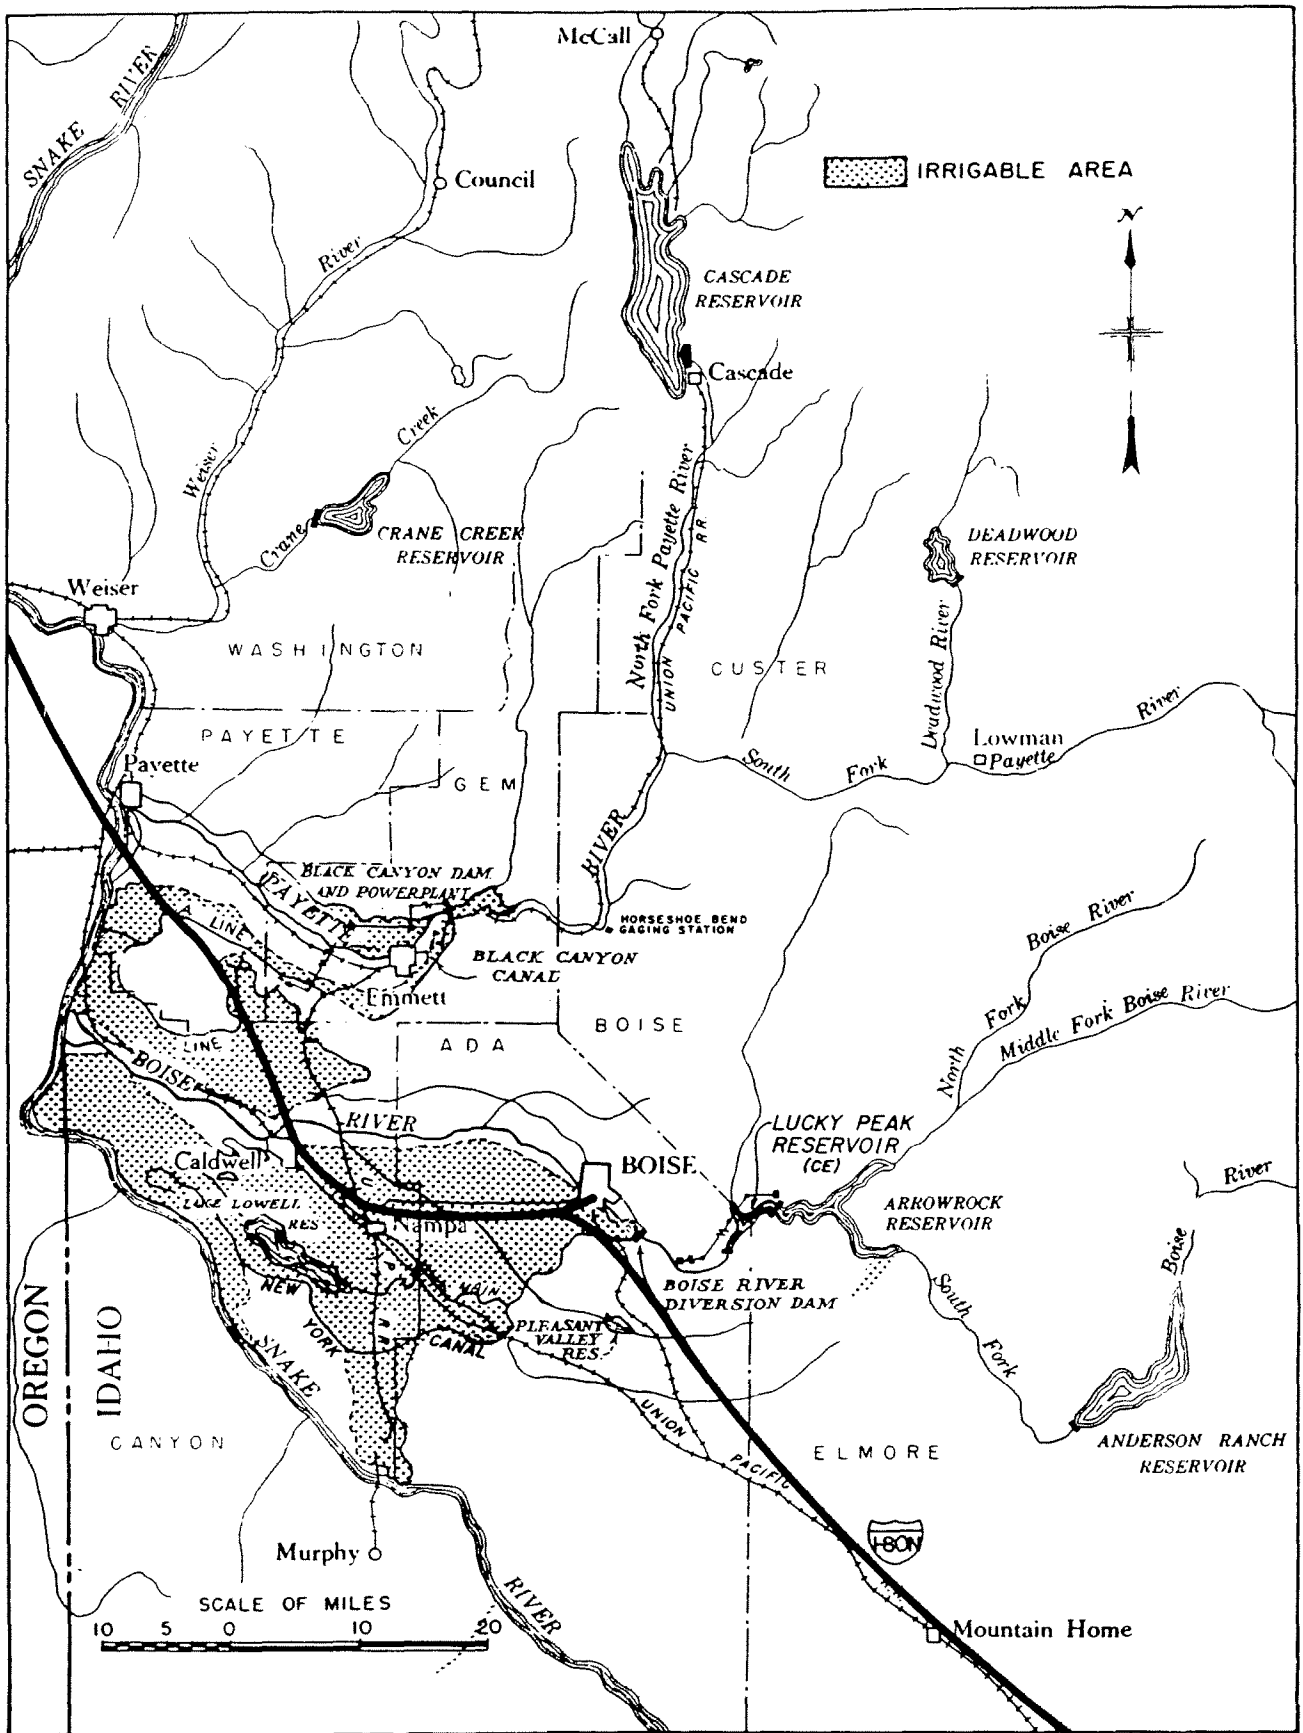 McCall
SNAKE RIVER
Council
IRRIGABLE AREA
N
River
CASCADE
RESERVOIR
Cascade
Creek
Weiser
Crane
CRANE CREEK
RESERVOIR
North Fork Payette River
UNION PACIFIC RR.
DEADWOOD
RESERVOIR
Weiser
WASHINGTON
CUSTER
Deadwood River
PAYETTE
Payette
GEM
South Fork
Lowman
Payette
River
RIVER
BLACK CANYON DAM
AND POWERPLANT
PAYETTE
A LINE
HORSESHOE BEND
GAGING STATION
BLACK CANYON
CANAL
Emmett
BOISE
North Fork Boise River
Middle Fork Boise River
LINE
ADA
BOISE
RIVER
LUCKY PEAK
RESERVOIR
(CE)
Caldwell
BOISE
LAKE LOWELL
RES
Nampa
ARROWROCK
RESERVOIR
River
Boise
NEW
YORK
CANAL
MAIN
U P RR
BOISE RIVER
DIVERSION DAM
PLEASANT
VALLEY
RES.
South Fork
OREGON
IDAHO
SNAKE
CANYON
UNION PACIFIC
ELMORE
ANDERSON RANCH
RESERVOIR
I-80N
Murphy
RIVER
SCALE OF MILES
10 5 0 10 20
Mountain Home